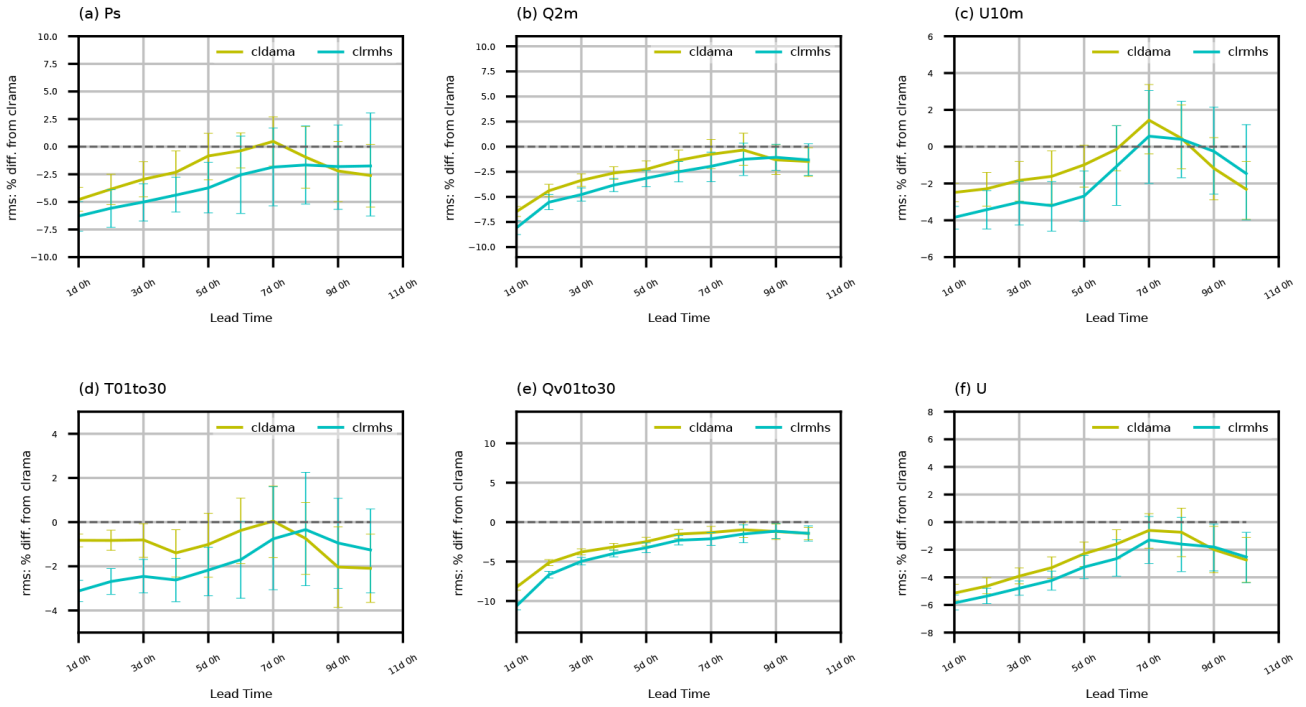 (a) Ps
rms: % diff. from clrama
10.0
7.5
5.0
2.5
0.0
−2.5
−5.0
−7.5
−10.0
cldama
clrmhs
1d 0h
3d 0h
5d 0h
7d 0h
9d 0h
11d 0h
Lead Time
(b) Q2m
rms: % diff. from clrama
10.0
7.5
5.0
2.5
0.0
−2.5
−5.0
−7.5
−10.0
cldama
clrmhs
1d 0h
3d 0h
5d 0h
7d 0h
9d 0h
11d 0h
Lead Time
(c) U10m
rms: % diff. from clrama
6
4
2
0
−2
−4
−6
cldama
clrmhs
1d 0h
3d 0h
5d 0h
7d 0h
9d 0h
11d 0h
Lead Time
(d) T01to30
rms: % diff. from clrama
4
2
0
−2
−4
cldama
clrmhs
1d 0h
3d 0h
5d 0h
7d 0h
9d 0h
11d 0h
Lead Time
(e) Qv01to30
rms: % diff. from clrama
10
5
0
−5
−10
cldama
clrmhs
1d 0h
3d 0h
5d 0h
7d 0h
9d 0h
11d 0h
Lead Time
(f) U
rms: % diff. from clrama
8
6
4
2
0
−2
−4
−6
−8
cldama
clrmhs
1d 0h
3d 0h
5d 0h
7d 0h
9d 0h
11d 0h
Lead Time